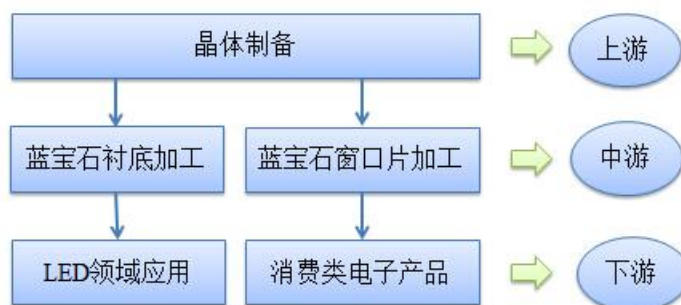 晶体制备
上游
蓝宝石衬底加工
蓝宝石窗口片加工
中游
LED领域应用
消费类电子产品
下游